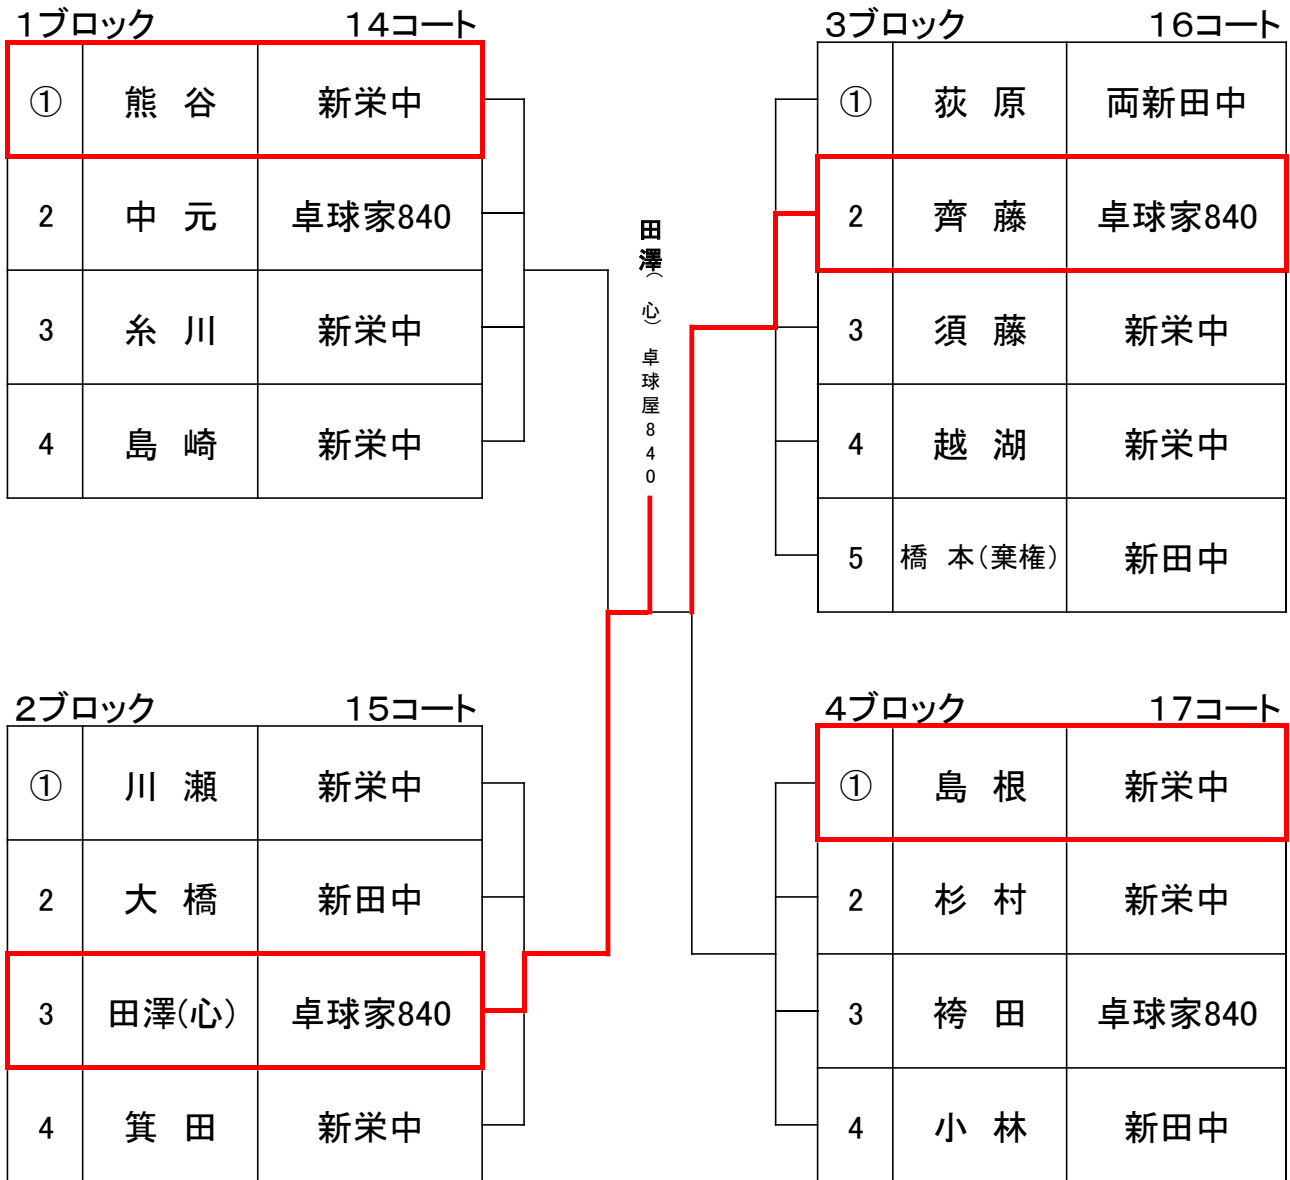 1ブロック 14コート
① 熊 谷 新栄中
2 中 元 卓球家840
3 糸 川 新栄中
4 島 崎 新栄中
2ブロック 15コート
① 川 瀬 新栄中
2 大 橋 新田中
3 田澤(心) 卓球家840
4 箕 田 新栄中
田澤(心) 卓球屋840
3ブロック 16コート
① 荻 原 両新田中
2 齊 藤 卓球家840
3 須 藤 新栄中
4 越 湖 新栄中
5 橋 本(棄権) 新田中
4ブロック 17コート
① 島 根 新栄中
2 杉 村 新栄中
3 袴 田 卓球家840
4 小 林 新田中